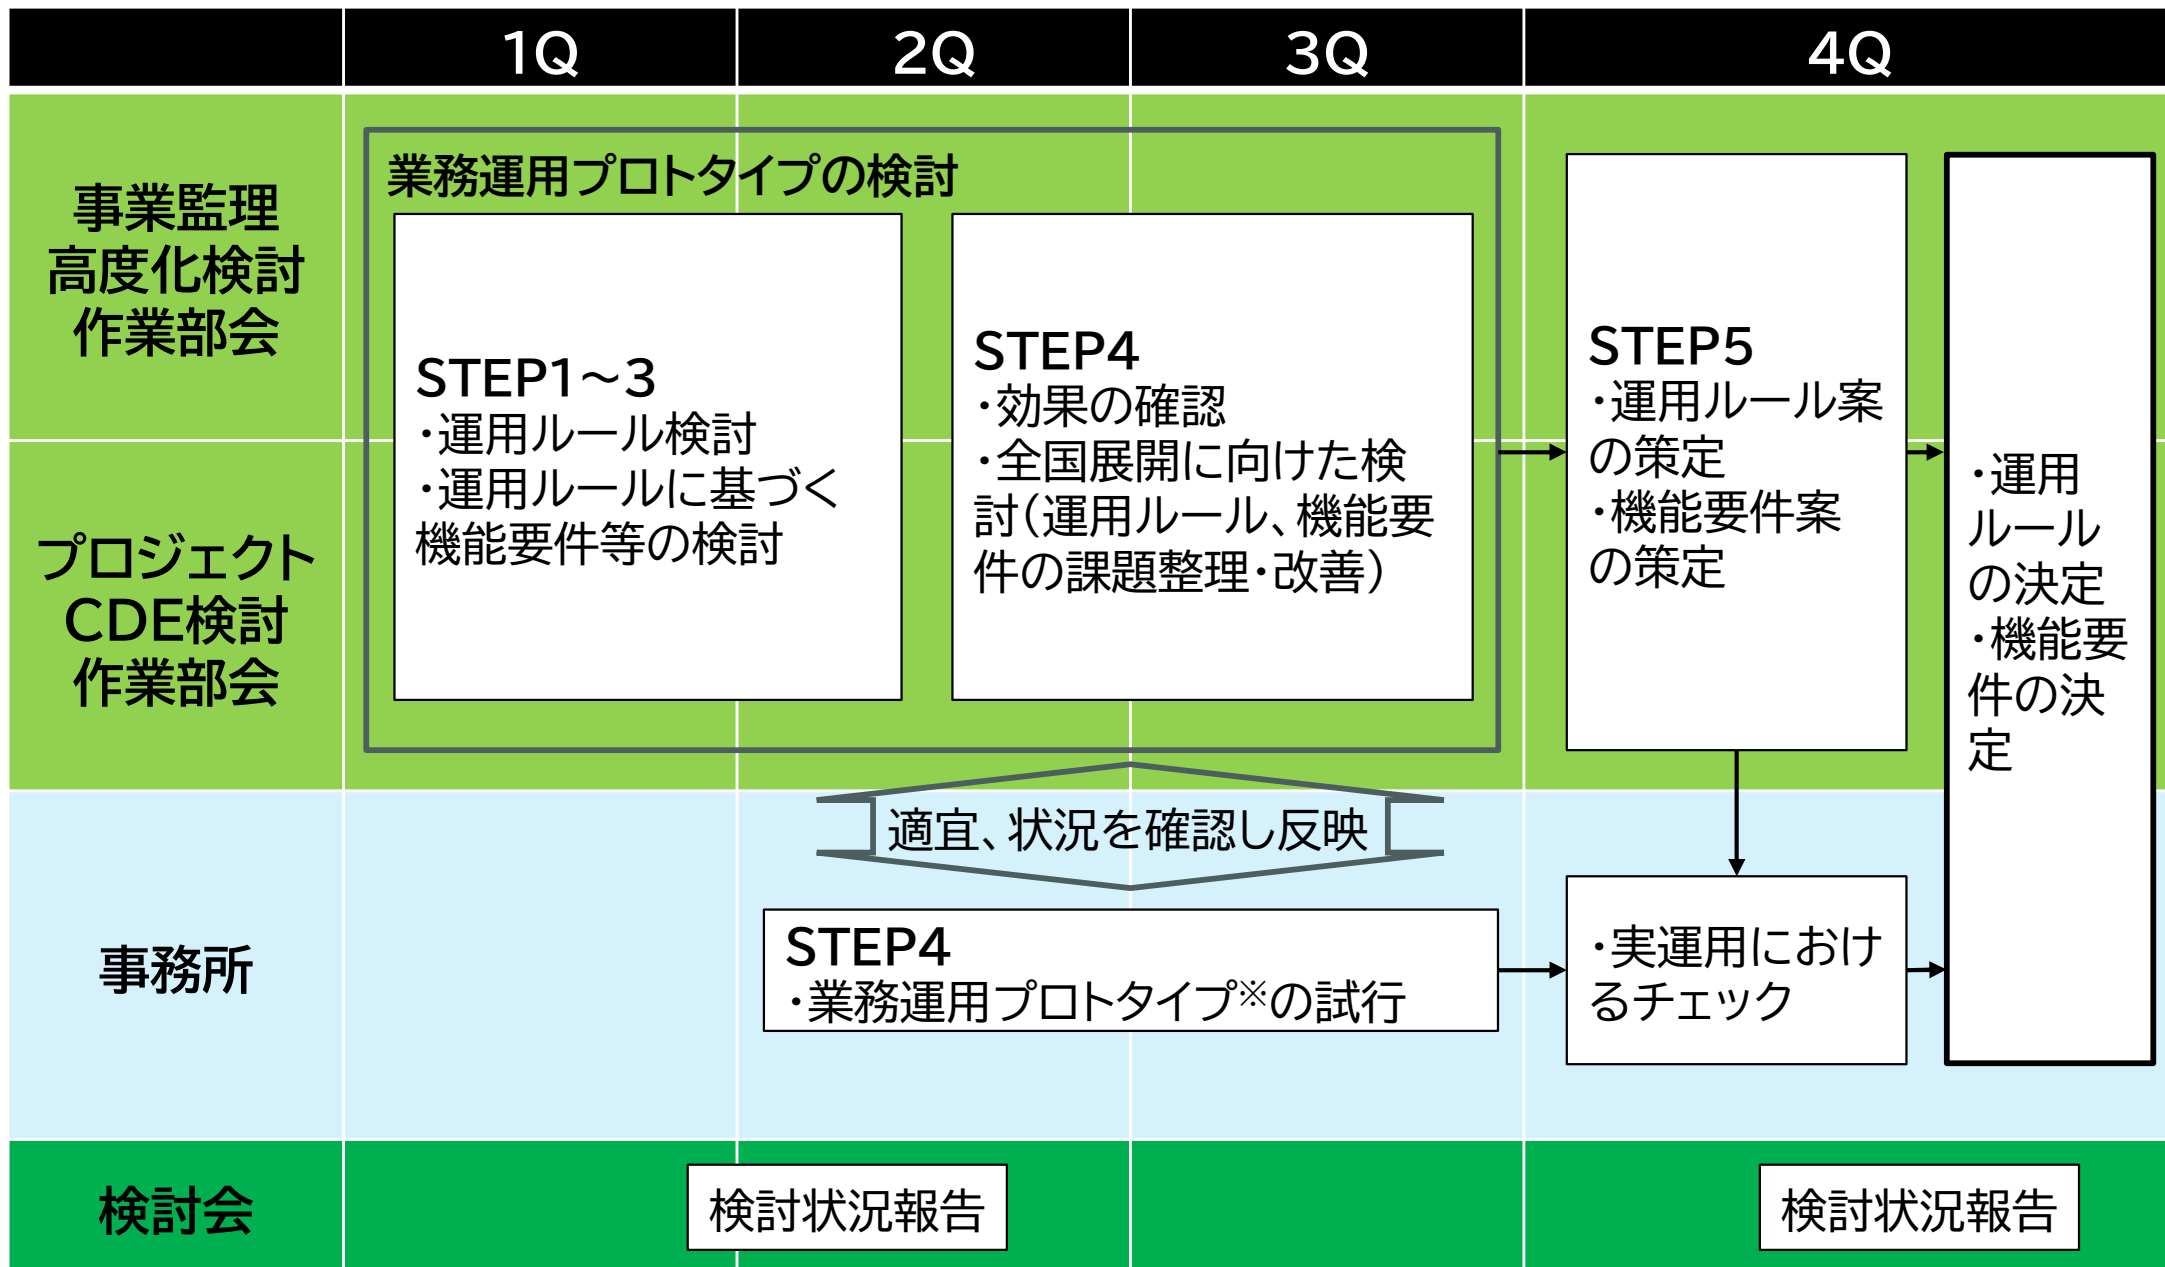 1Q
2Q
3Q
4Q
事業監理
高度化検討
作業部会
プロジェクト
CDE検討
作業部会
業務運用プロトタイプの検討
STEP1～3
・運用ルール検討
・運用ルールに基づく
機能要件等の検討
STEP4
・効果の確認
・全国展開に向けた検
討（運用ルール、機能要
件の課題整理・改善）
STEP5
・運用ルール案
の策定
・機能要件案
の策定
・運用
ルール
の決定
・機能要
件の決
定
適宜、状況を確認し反映
事務所
STEP4
・業務運用プロトタイプ※の試行
・実運用におけ
るチェック
検討会
検討状況報告
検討状況報告